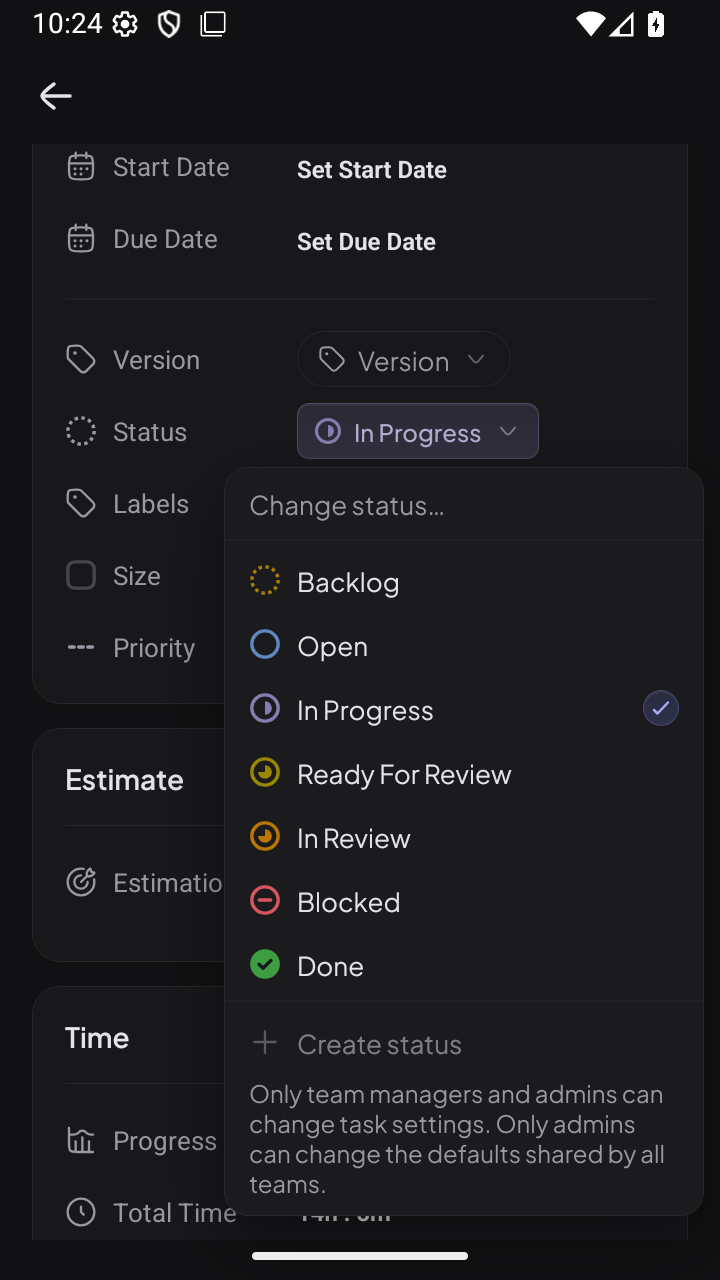 10:24
Start Date Set Start Date
Due Date Set Due Date
Version Version
Status In Progress
Labels
Change status...
Size
Backlog
Open
Priority
In Progress
Estimate
Ready For Review
In Review
Estimatio
Blocked
Done
Time
Create status
Only team managers and admins can
change task settings. Only admins
can change the defaults shared by all
teams.
Progress
Total Time